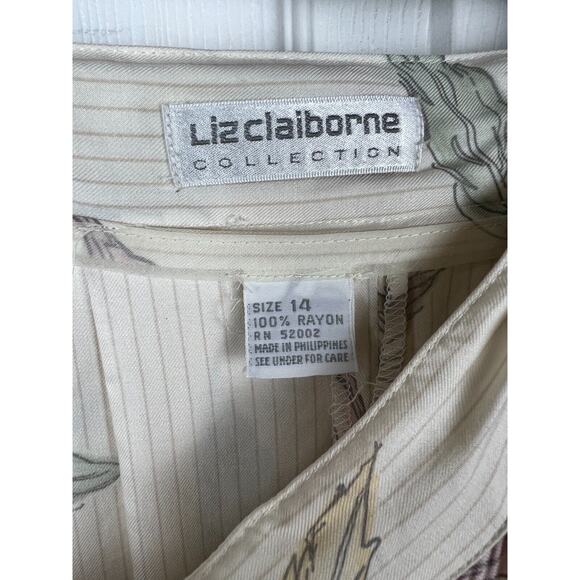 Liz claiborne
COLLECTION
SIZE 14
100% RAYON
RN 52002
MADE IN PHILIPPINES
SEE UNDER FOR CARE